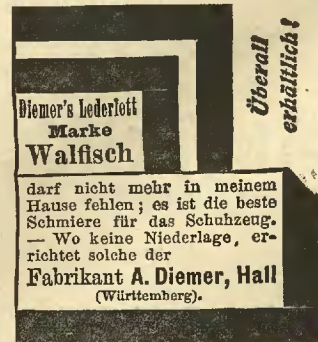 Überall
erhältlich!
Diemer's Lederfett
Marke
Walfisch
darf nicht mehr in meinem
Hause fehlen; es ist die beste
Schmiere für das Schuhzeug.
— Wo keine Niederlage, er-
richtet solche der
Fabrikant A. Diemer, Hall
(Württemberg).